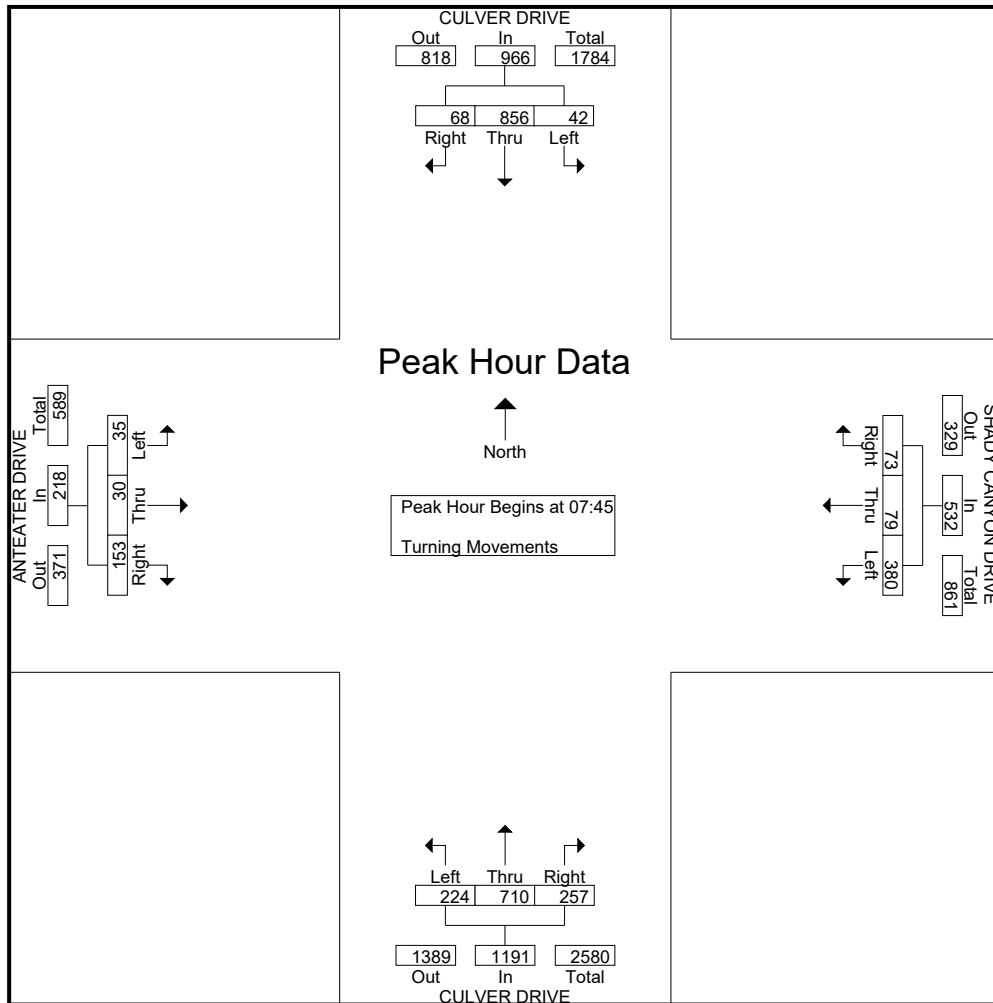 CULVER DRIVE
Out In Total
818 966 1784
68 856 42
Right Thru Left
Peak Hour Data
North
Peak Hour Begins at 07:45
Turning Movements
ANTEATER DRIVE
Out In Total
371 218 589
153 30 35
Right Thru Left
SHADY CANYON DRIVE
Out In Total
329 532 861
73 79 380
Right Thru Left
Left Thru Right
224 710 257
1389 1191 2580
Out In Total
CULVER DRIVE